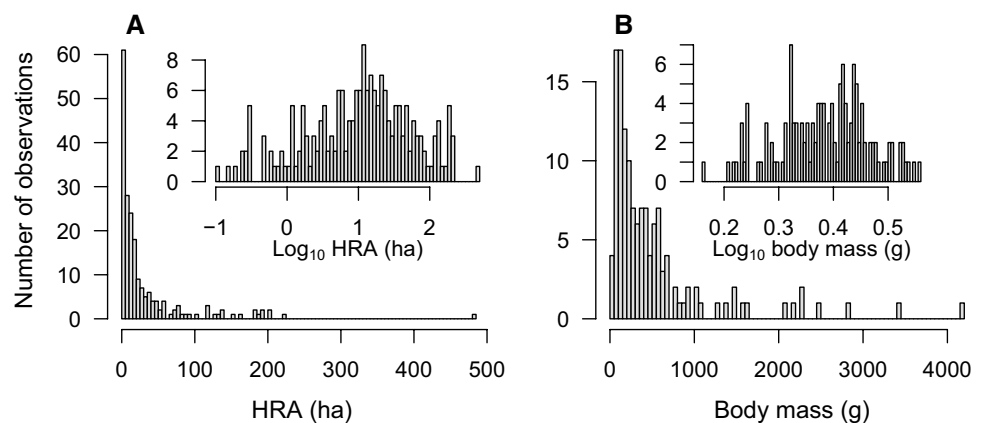 A
Number of observations
60
50
40
30
20
10
0
0 100 200 300 400 500
HRA (ha)
8
6
4
2
0
−1 0 1 2
Log10 HRA (ha)
B
15
10
5
0
0 1000 2000 3000 4000
Body mass (g)
6
4
2
0
0.2 0.3 0.4 0.5
Log10 body mass (g)